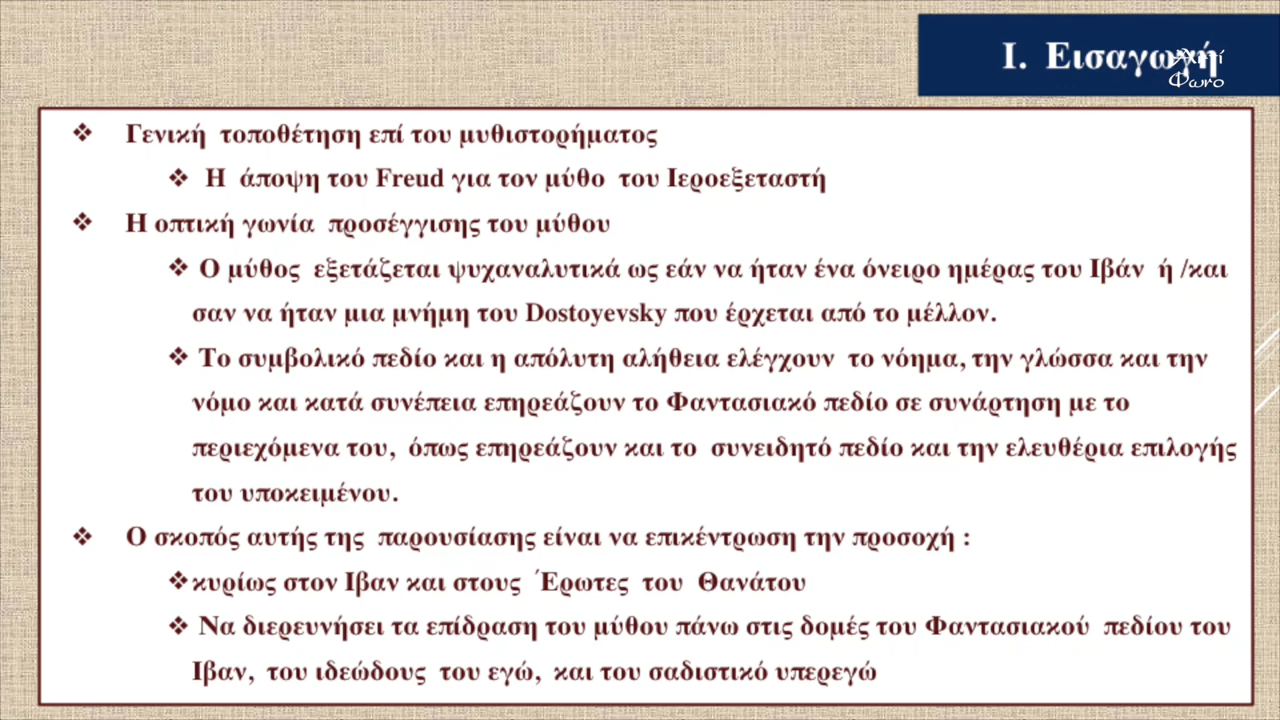 Ι. Εισαγωγή
Αντί
Φωνο
❖ Γενική τοποθέτηση επί του μυθιστορήματος
❖ Η άποψη του Freud για τον μύθο του Ιεροεξεταστή
❖ Η οπτική γωνία προσέγγισης του μύθου
❖ Ο μύθος εξετάζεται ψυχαναλυτικά ως εάν να ήταν ένα όνειρο ημέρας του Ιβάν ή /και
σαν να ήταν μια μνήμη του Dostoyevsky που έρχεται από το μέλλον.
❖ Το συμβολικό πεδίο και η απόλυτη αλήθεια ελέγχουν το νόημα, την γλώσσα και την
νόμο και κατά συνέπεια επηρεάζουν το Φαντασιακό πεδίο σε συνάρτηση με το
περιεχόμενα του, όπως επηρεάζουν και το συνειδητό πεδίο και την ελευθέρια επιλογής
του υποκειμένου.
❖ Ο σκοπός αυτής της παρουσίασης είναι να επικέντρωση την προσοχή :
❖κυρίως στον Ιβαν και στους ΄Ερωτες του Θανάτου
❖ Να διερευνήσει τα επίδραση του μύθου πάνω στις δομές του Φαντασιακού πεδίου του
Ιβαν, του ιδεώδους του εγώ, και του σαδιστικό υπερεγώ